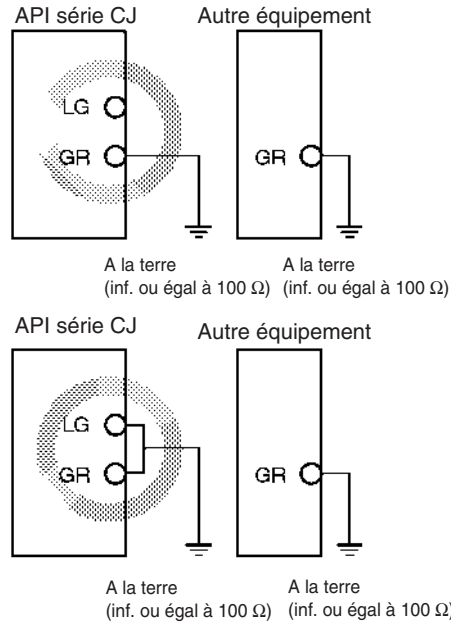 API série CJ
Autre équipement
LG
GR
GR
A la terre
(inf. ou égal à 100 Ω)
A la terre
(inf. ou égal à 100 Ω)
API série CJ
Autre équipement
LG
GR
GR
A la terre
(inf. ou égal à 100 Ω)
A la terre
(inf. ou égal à 100 Ω)